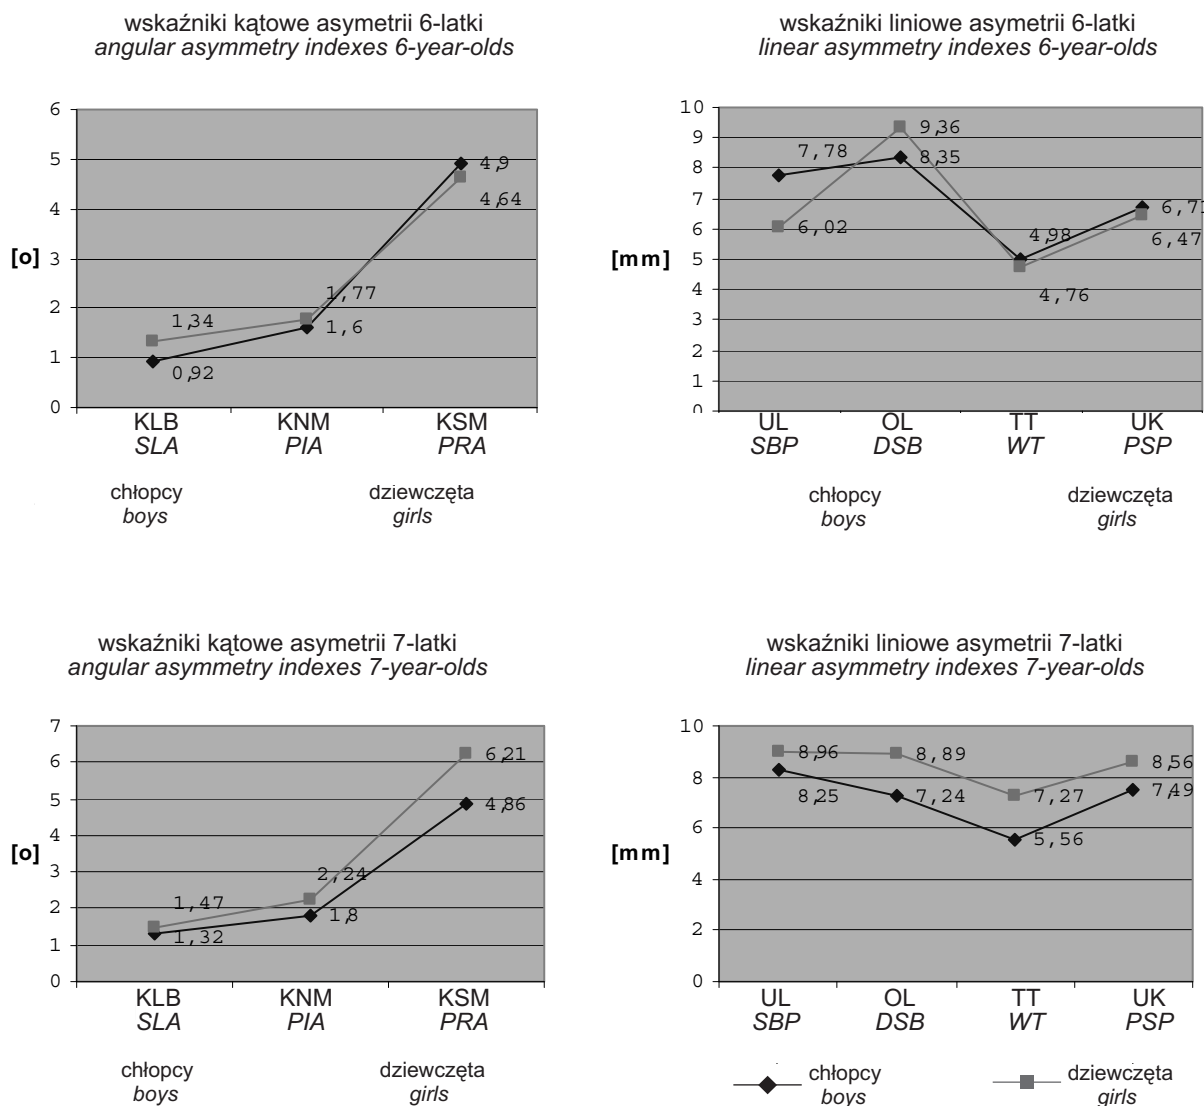 wskaźniki kątowe asymetrii 6-latki
angular asymmetry indexes 6-year-olds
6
5
4
3
2
1
0
[o]
4,9
4,64
1,77
1,6
1,34
0,92
KLB KNM KSM
SLA PIA PRA
chłopcy dziewczęta
boys girls
wskaźniki liniowe asymetrii 6-latki
linear asymmetry indexes 6-year-olds
10
9
8
7
6
5
4
3
2
1
0
[mm]
9,36
7,78
8,35
6,02
4,98
4,76
6,71
6,47
UL OL TT UK
SBP DSB WT PSP
chłopcy dziewczęta
boys girls
wskaźniki kątowe asymetrii 7-latki
angular asymmetry indexes 7-year-olds
7
6
5
4
3
2
1
0
[o]
6,21
4,86
2,24
1,8
1,47
1,32
KLB KNM KSM
SLA PIA PRA
chłopcy dziewczęta
boys girls
wskaźniki liniowe asymetrii 7-latki
linear asymmetry indexes 7-year-olds
10
8
6
4
2
0
[mm]
8,96
8,89
8,56
8,25
7,24
7,27
7,49
5,56
UL OL TT UK
SBP DSB WT PSP
chłopcy dziewczęta
boys girls